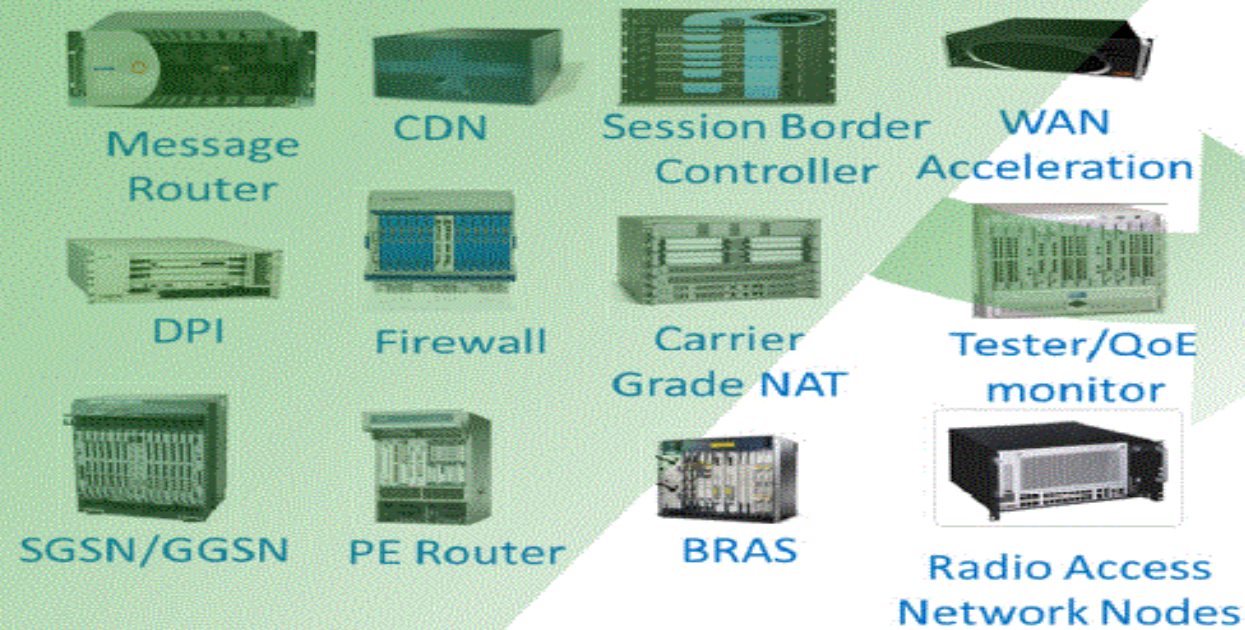 Message
Router
CDN
Session Border
Controller
WAN
Acceleration
DPI
Firewall
Carrier
Grade NAT
Tester/QoE
monitor
SGSN/GGSN
PE Router
BRAS
Radio Access
Network Nodes